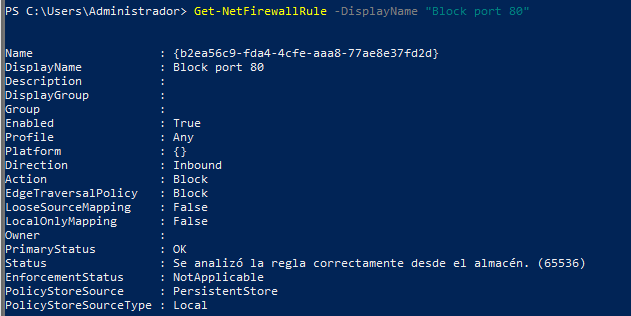 PS C:\Users\Administrador> Get-NetFirewallRule -DisplayName "Block port 80"
Name                  : {b2ea56c9-fda4-4cfe-aaa8-77ae8e37fd2d}
DisplayName           : Block port 80
Description           :
DisplayGroup          :
Group                 :
Enabled               : True
Profile               : Any
Platform              : {}
Direction             : Inbound
Action                : Block
EdgeTraversalPolicy   : Block
LooseSourceMapping    : False
LocalOnlyMapping      : False
Owner                 :
PrimaryStatus         : OK
Status                : Se analizó la regla correctamente desde el almacén. (65536)
EnforcementStatus     : NotApplicable
PolicyStoreSource     : PersistentStore
PolicyStoreSourceType : Local